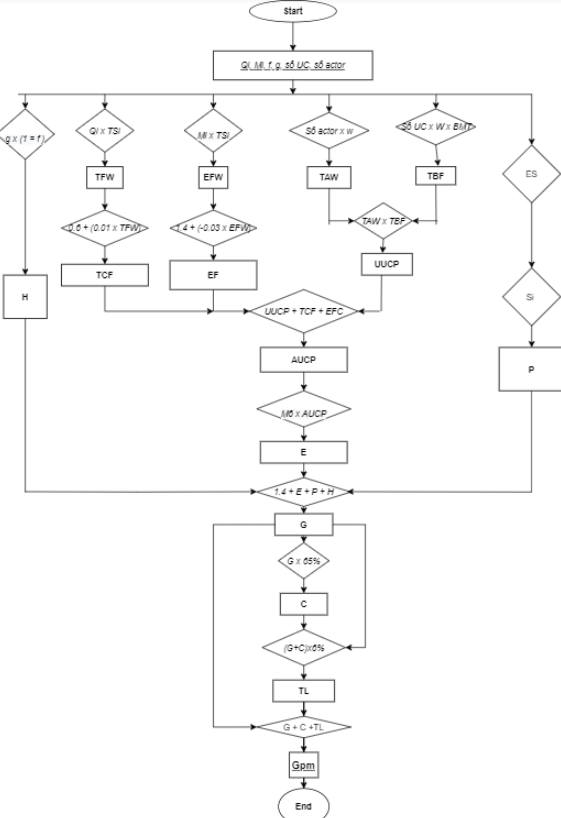 Start
Qi, Mi, f, g, số UC, số actor
g x (1 = f)
Qi x TSi
Mi x TSi
Số actor x w
Số UC x W x BMT
ES
TFW
EFW
TAW
TBF
0.6 + (0.01 x TFW)
1.4 + (-0.03 x EFW)
TAW x TBF
UUCP
TCF
EF
H
Si
UUCP + TCF + EFC
P
AUCP
Mô x AUCP
E
1.4 + E + P + H
G
G x 65%
C
(G+C)x6%
TL
G + C +TL
Gpm
End